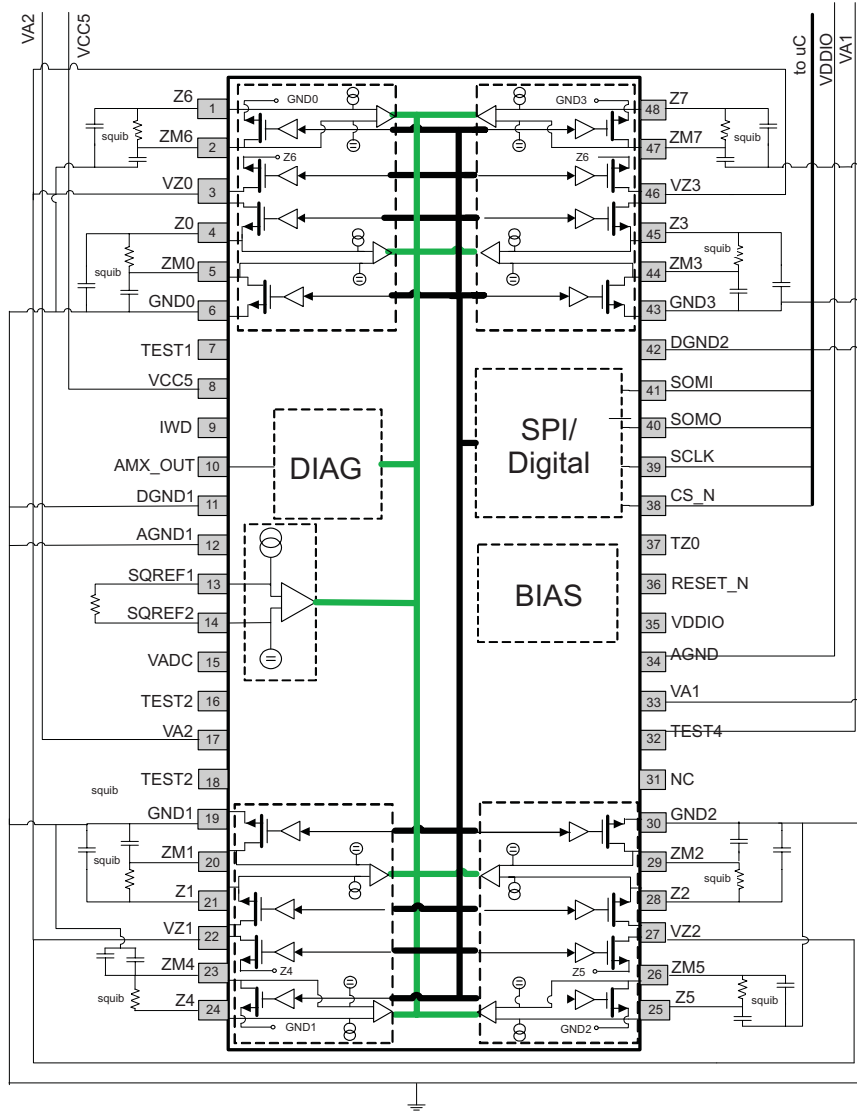 VA2
VCC5
to uC
VDDIO
VA1
Z6
1
squib
ZM6
2
VZ0
3
Z0
4
squib
ZM0
5
GND0
6
TEST1
7
VCC5
8
IWD
9
AMX_OUT
10
DGND1
11
AGND1
12
SQREF1
13
SQREF2
14
VADC
15
TEST2
16
VA2
17
TEST2
18
squib
GND1
19
ZM1
20
squib
Z1
21
VZ1
22
ZM4
23
squib
Z4
24
GND0
Z6
GND3
Z6
DIAG
SPI/
Digital
BIAS
Z4
GND1
Z5
GND2
48
Z7
squib
47
ZM7
46
VZ3
45
Z3
squib
44
ZM3
43
GND3
42
DGND2
41
SOMI
40
SOMO
39
SCLK
38
CS_N
37
TZ0
36
RESET_N
35
VDDIO
34
AGND
33
VA1
32
TEST4
31
NC
30
GND2
29
ZM2
squib
28
Z2
27
VZ2
26
ZM5
squib
25
Z5